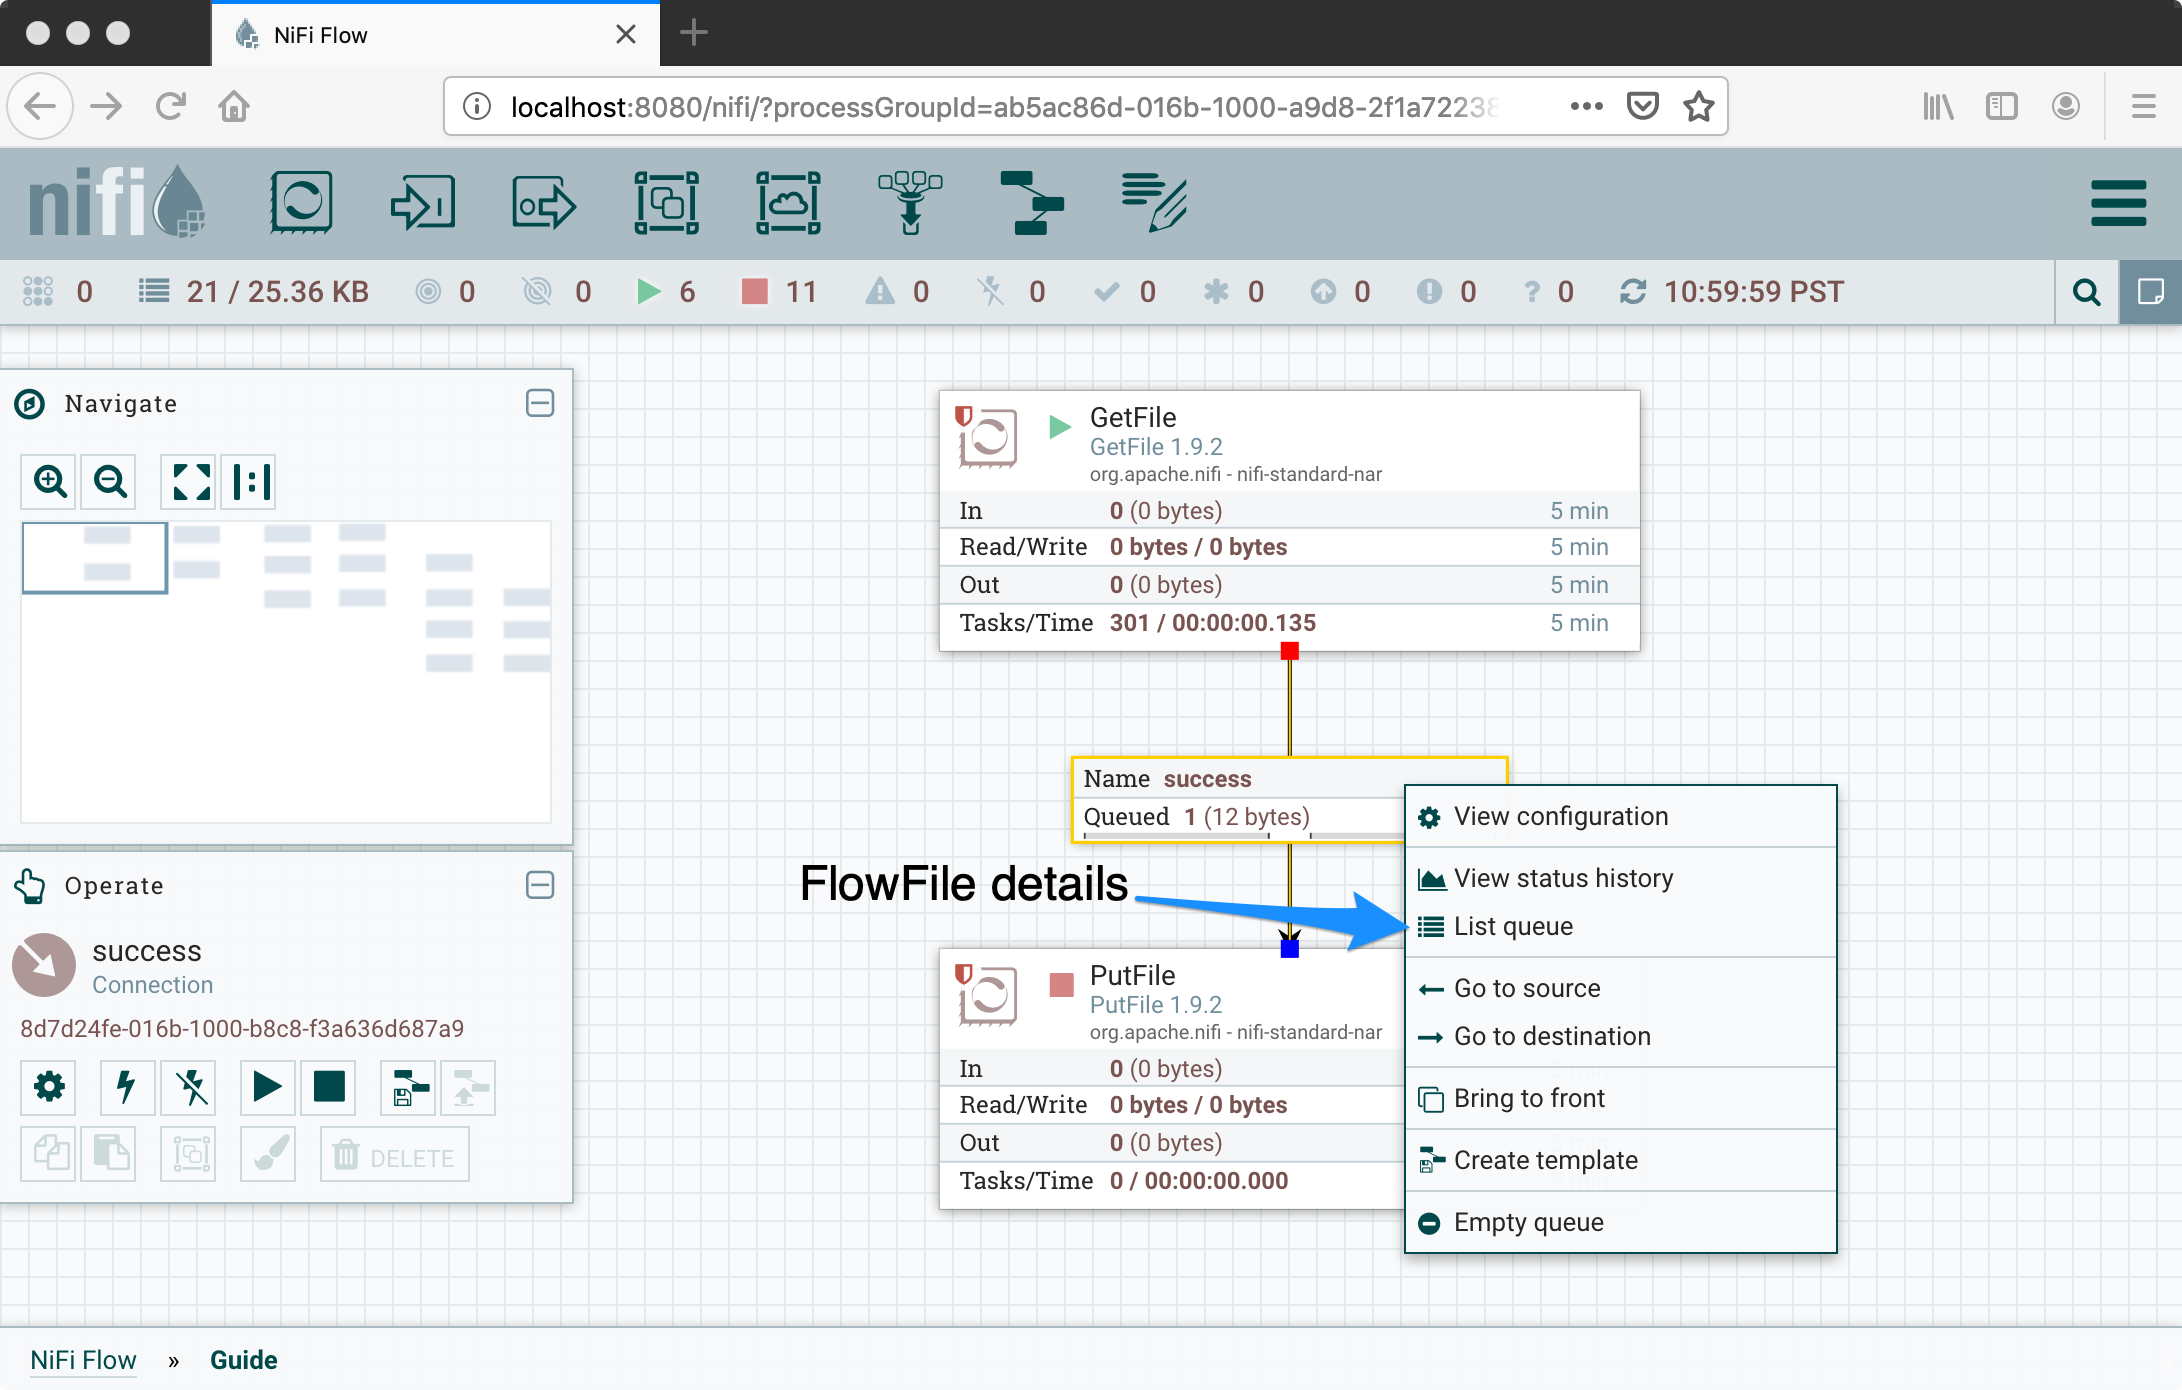 NiFi Flow
localhost:8080/nifi/?processGroupId=ab5ac86d-016b-1000-a9d8-2f1a72238
nifi
0 21 / 25.36 KB 0 0 6 11 0 0 0 0 0 0 ? 0 10:59:59 PST
Navigate
Operate
success
Connection
8d7d24fe-016b-1000-b8c8-f3a636d687a9
DELETE
GetFile
GetFile 1.9.2
org.apache.nifi - nifi-standard-nar
In 0 (0 bytes) 5 min
Read/Write 0 bytes / 0 bytes 5 min
Out 0 (0 bytes) 5 min
Tasks/Time 301 / 00:00:00.135 5 min
Name success
Queued 1 (12 bytes)
FlowFile details
PutFile
PutFile 1.9.2
org.apache.nifi - nifi-standard-nar
In 0 (0 bytes)
Read/Write 0 bytes / 0 bytes
Out 0 (0 bytes)
Tasks/Time 0 / 00:00:00.000
View configuration
View status history
List queue
Go to source
Go to destination
Bring to front
Create template
Empty queue
NiFi Flow » Guide